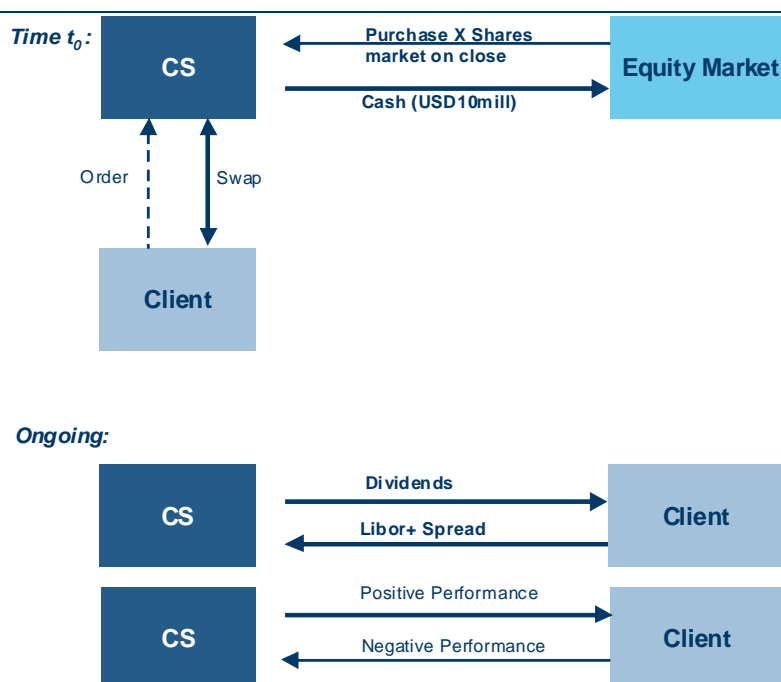 Time t0:
CS
Purchase X Shares
market on close
Cash (USD10mill)
Equity Market
Order
Swap
Client
Ongoing:
CS
Dividends
Libor+ Spread
Client
CS
Positive Performance
Negative Performance
Client